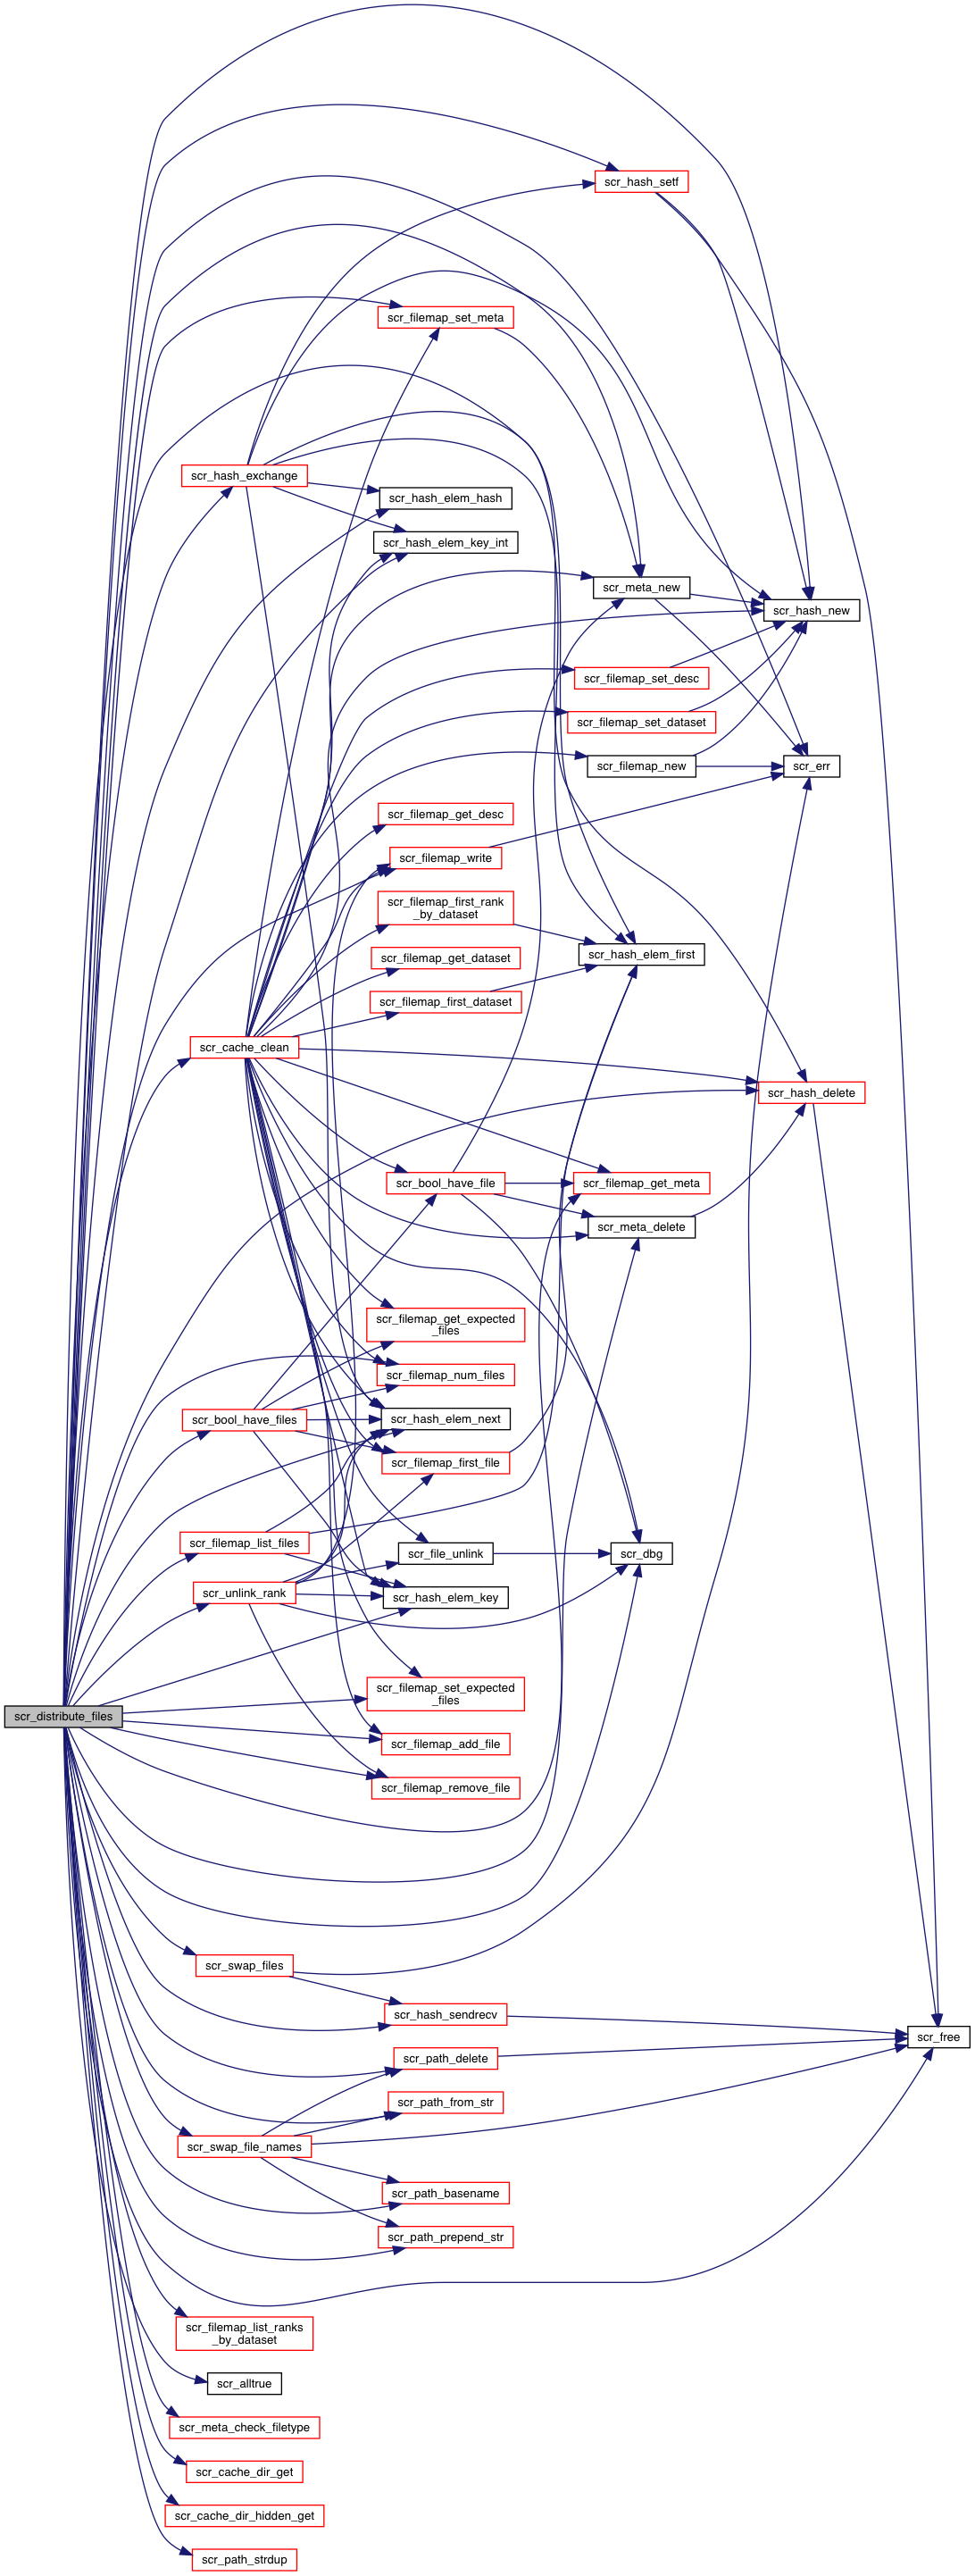 scr_hash_setf
scr_filemap_set_meta
scr_hash_exchange
scr_hash_elem_hash
scr_hash_elem_key_int
scr_meta_new
scr_hash_new
scr_filemap_set_desc
scr_filemap_set_dataset
scr_filemap_new
scr_err
scr_filemap_get_desc
scr_filemap_write
scr_filemap_first_rank
_by_dataset
scr_hash_elem_first
scr_filemap_get_dataset
scr_filemap_first_dataset
scr_cache_clean
scr_hash_delete
scr_bool_have_file
scr_filemap_get_meta
scr_meta_delete
scr_filemap_get_expected
_files
scr_filemap_num_files
scr_bool_have_files
scr_hash_elem_next
scr_filemap_first_file
scr_filemap_list_files
scr_file_unlink
scr_dbg
scr_unlink_rank
scr_hash_elem_key
scr_filemap_set_expected
_files
scr_distribute_files
scr_filemap_add_file
scr_filemap_remove_file
scr_swap_files
scr_hash_sendrecv
scr_free
scr_path_delete
scr_path_from_str
scr_swap_file_names
scr_path_basename
scr_path_prepend_str
scr_filemap_list_ranks
_by_dataset
scr_alltrue
scr_meta_check_filetype
scr_cache_dir_get
scr_cache_dir_hidden_get
scr_path_strdup